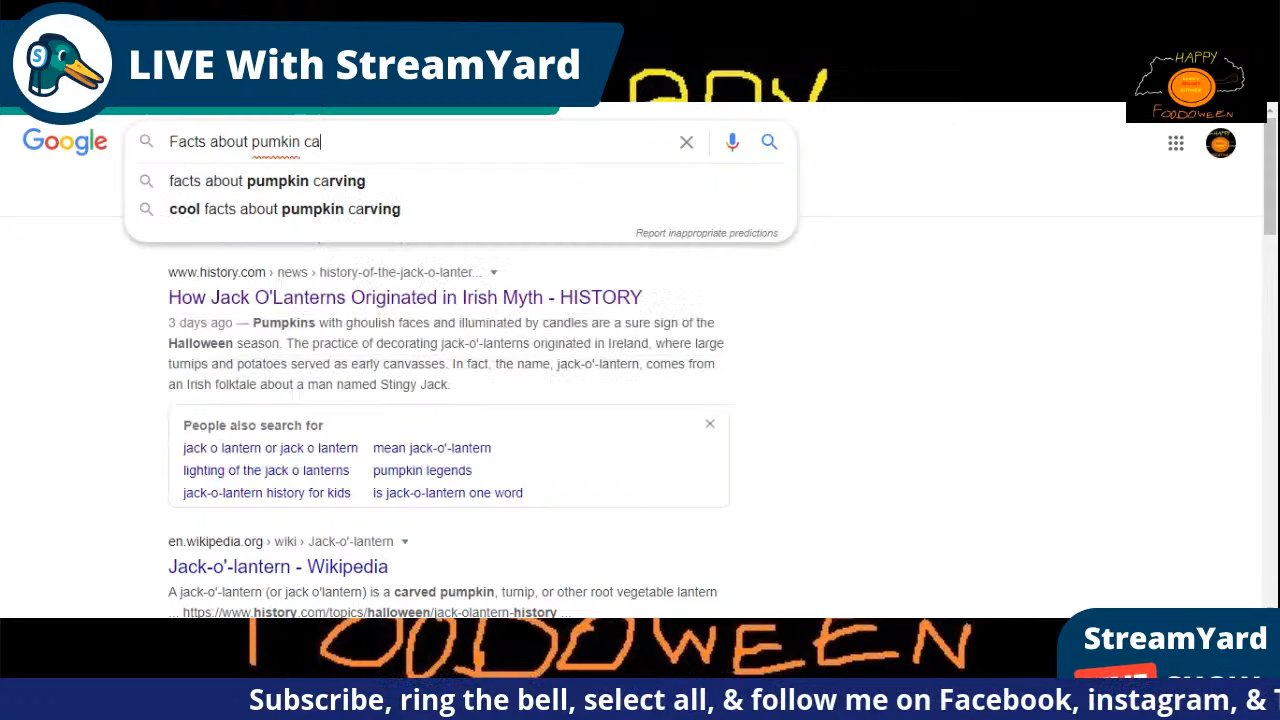 LIVE With StreamYard
HAPPY
FOODOWEEN
Google
Facts about pumkin ca
facts about pumpkin carving
cool facts about pumpkin carving
Report inappropriate predictions
www.history.com › news › history-of-the-jack-o-lanter...
How Jack O'Lanterns Originated in Irish Myth - HISTORY
3 days ago — Pumpkins with ghoulish faces and illuminated by candles are a sure sign of the
Halloween season. The practice of decorating jack-o'-lanterns originated in Ireland, where large
turnips and potatoes served as early canvasses. In fact, the name, jack-o'-lantern, comes from
an Irish folktale about a man named Stingy Jack.
People also search for
jack o lantern or jack o lantern
mean jack-o'-lantern
lighting of the jack o lanterns
pumpkin legends
jack-o-lantern history for kids
is jack-o-lantern one word
en.wikipedia.org › wiki › Jack-o'-lantern
Jack-o'-lantern - Wikipedia
A jack-o'-lantern (or jack o'lantern) is a carved pumpkin, turnip, or other root vegetable lantern
... https://www.history.com/topics/halloween/jack-olantern-history ...
FOODOWEEN
StreamYard
Subscribe, ring the bell, select all, & follow me on Facebook, instagram, & T